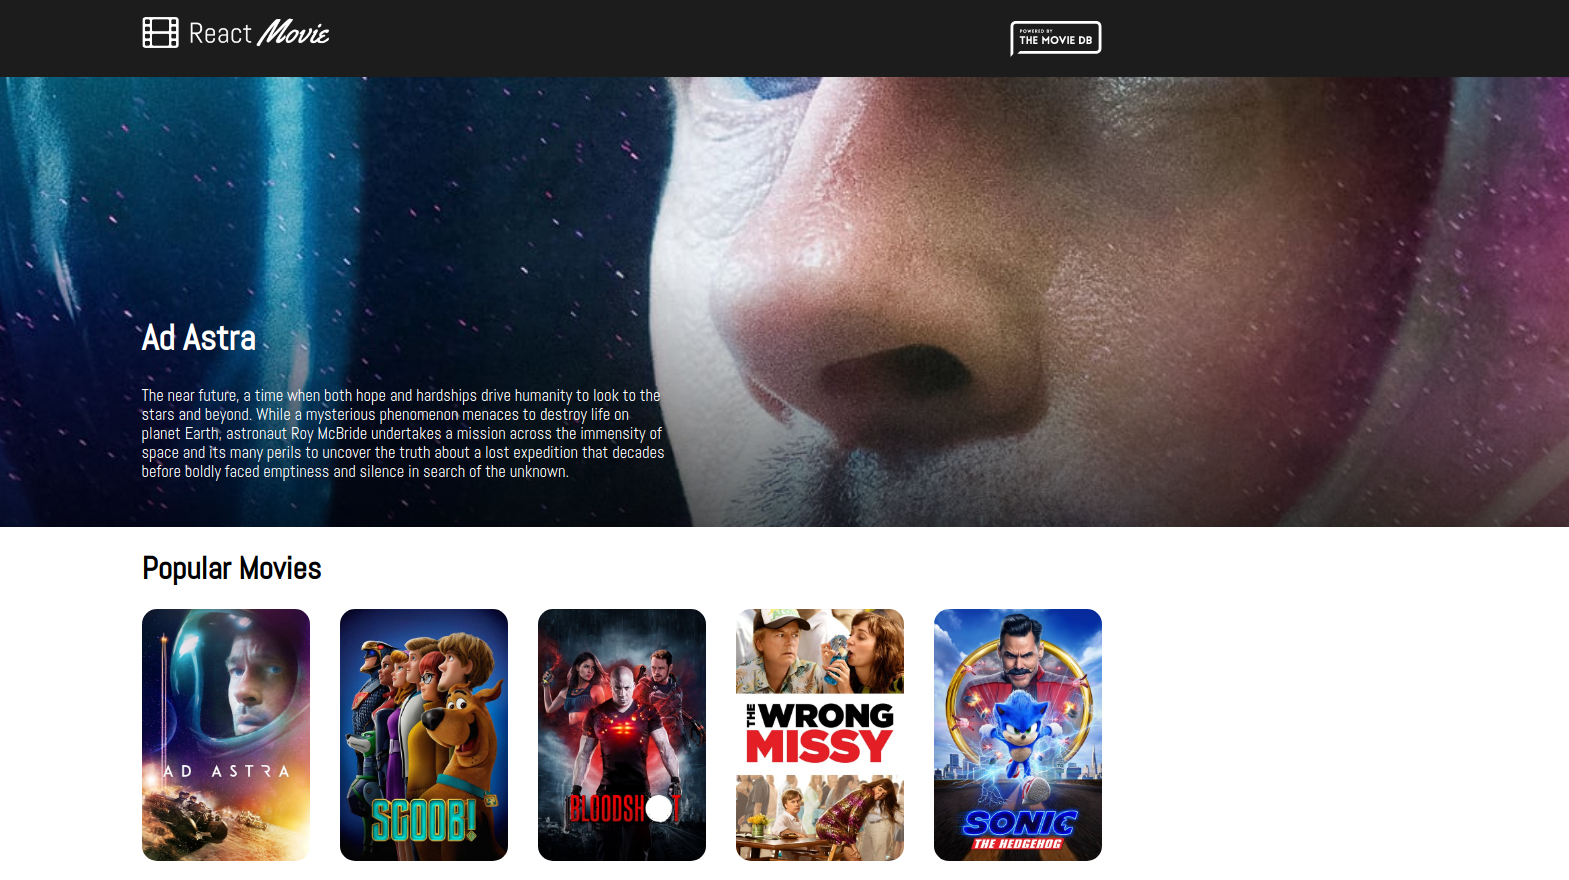 React Movie
POWERED BY
THE MOVIE DB
Ad Astra
The near future, a time when both hope and hardships drive humanity to look to the
stars and beyond. While a mysterious phenomenon menaces to destroy life on
planet Earth, astronaut Roy McBride undertakes a mission across the immensity of
space and its many perils to uncover the truth about a lost expedition that decades
before boldly faced emptiness and silence in search of the unknown.
Popular Movies
AD ASTRA
SCOOB!
BLOODSHOT
THE WRONG
MISSY
SONIC
THE HEDGEHOG